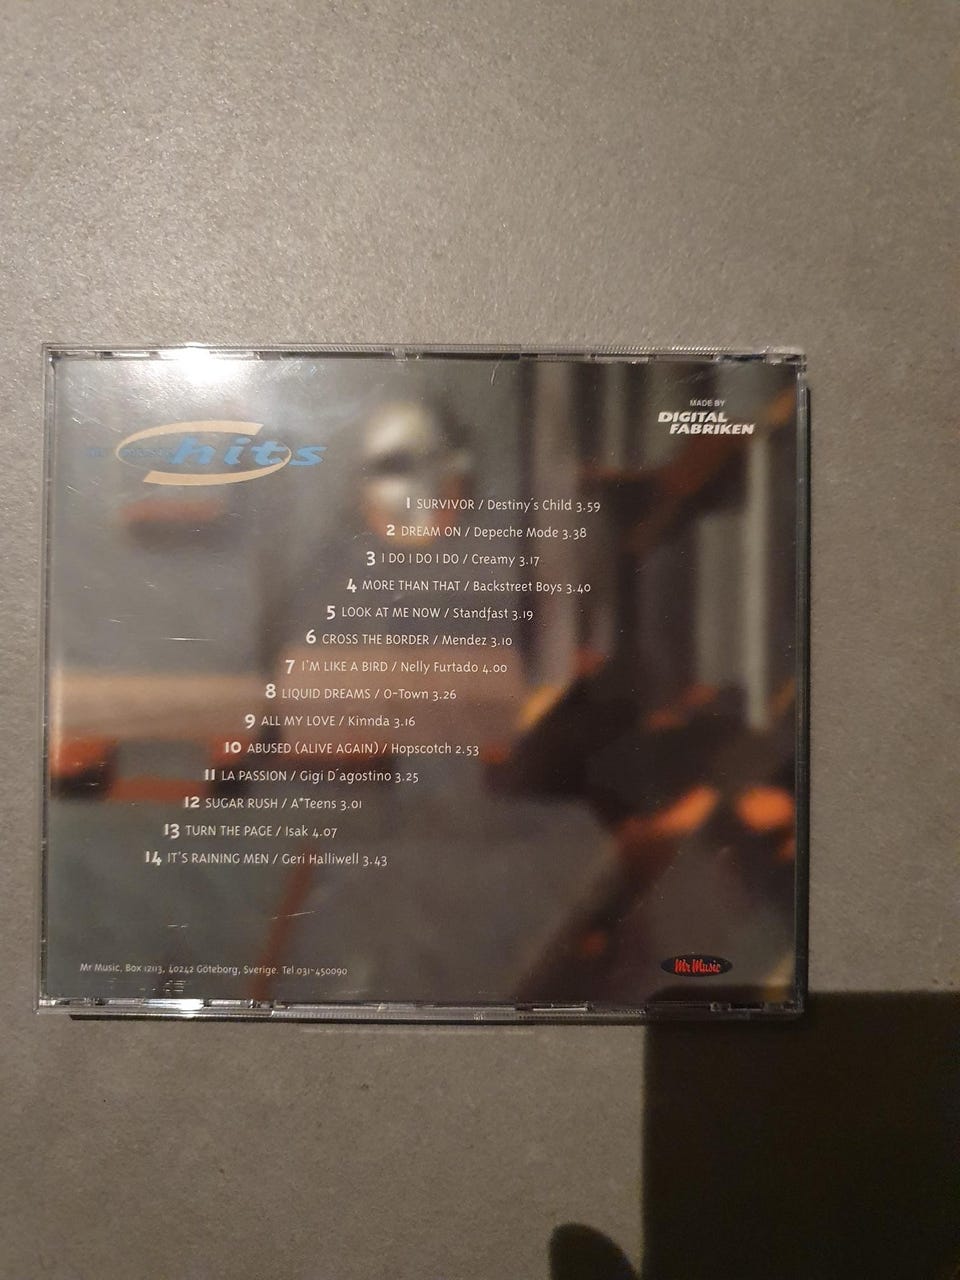 hits
MADE BY
DIGITAL
FABRIKEN
1 SURVIVOR / Destiny´s Child 3.59
2 DREAM ON / Depeche Mode 3.38
3 I DO I DO I DO / Creamy 3.17
4 MORE THAN THAT / Backstreet Boys 3.40
5 LOOK AT ME NOW / Standfast 3.19
6 CROSS THE BORDER / Mendez 3.10
7 I´M LIKE A BIRD / Nelly Furtado 4.00
8 LIQUID DREAMS / O-Town 3.26
9 ALL MY LOVE / Kinnda 3.16
10 ABUSED (ALIVE AGAIN) / Hopscotch 2.53
11 LA PASSION / Gigi D´agostino 3.25
12 SUGAR RUSH / A*Teens 3.01
13 TURN THE PAGE / Isak 4.07
14 IT´S RAINING MEN / Geri Halliwell 3.43
Mr Music, Box 12113, 40242 Göteborg, Sverige. Tel 031-450090
Mr Music